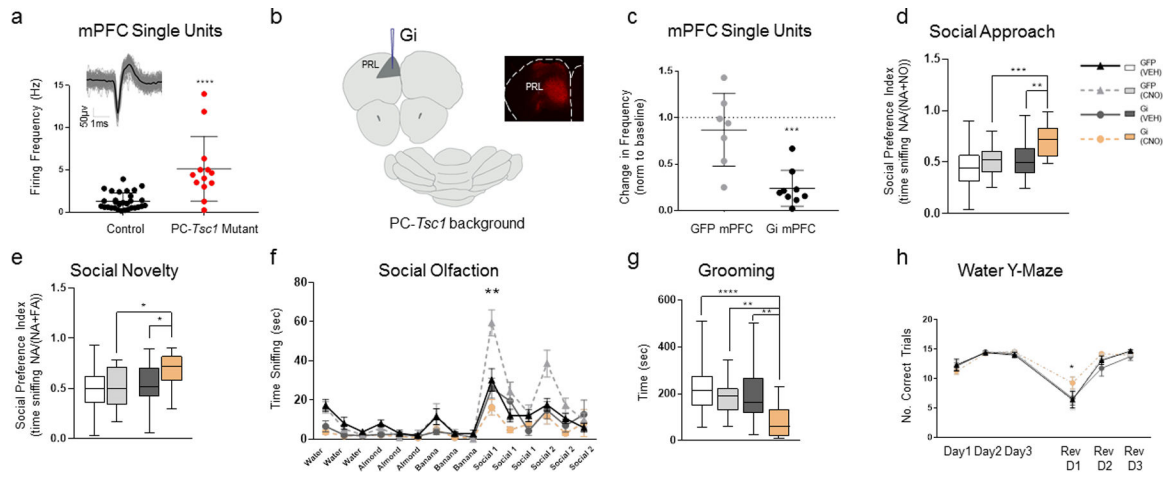 a
mPFC Single Units
Firing Frequency (Hz)
15
10
5
0
50μv
1ms
****
Control
PC-Tsc1 Mutant
b
Gi
PRL
PRL
PC-Tsc1 background
c
mPFC Single Units
Change in Frequency
(norm to baseline)
1.5
1.0
0.5
0.0
***
GFP mPFC
Gi mPFC
d
Social Approach
Social Preference Index
(time sniffing NA/(NA+NO))
1.5
1.0
0.5
0.0
***
**
GFP
(VEH)
GFP
(CNO)
Gi
(VEH)
Gi
(CNO)
e
Social Novelty
Social Preference Index
(time sniffing NA/(NA+FA))
1.5
1.0
0.5
0.0
*
*
f
Social Olfaction
Time Sniffing (sec)
80
60
40
20
0
**
Water
Water
Water
Almond
Almond
Almond
Banana
Banana
Banana
Social 1
Social 1
Social 1
Social 2
Social 2
Social 2
g
Grooming
Time (sec)
600
400
200
0
****
**
**
h
Water Y-Maze
No. Correct Trials
20
15
10
5
0
*
Day1
Day2
Day3
Rev
D1
Rev
D2
Rev
D3